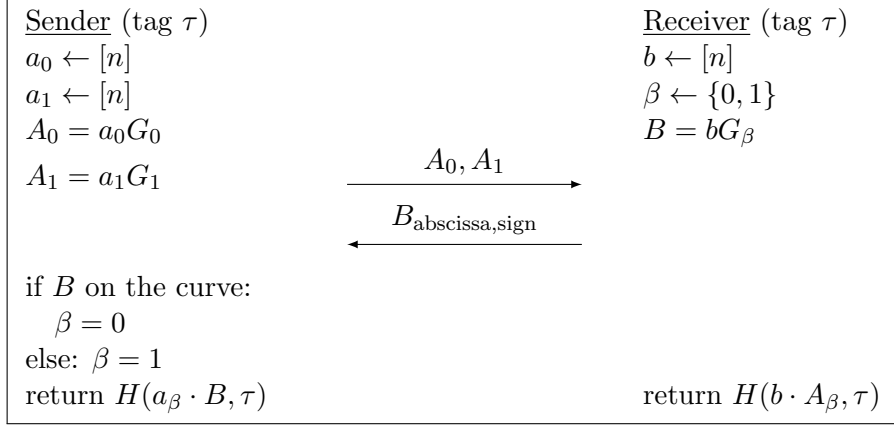 Sender (tag τ)
a₀ ← [n]
a₁ ← [n]
A₀ = a₀G₀
A₁ = a₁G₁
Receiver (tag τ)
b ← [n]
β ← {0, 1}
B = bG_β
A₀, A₁
B_abscissa,sign
if B on the curve:
β = 0
else: β = 1
return H(a_β · B, τ)
return H(b · A_β, τ)